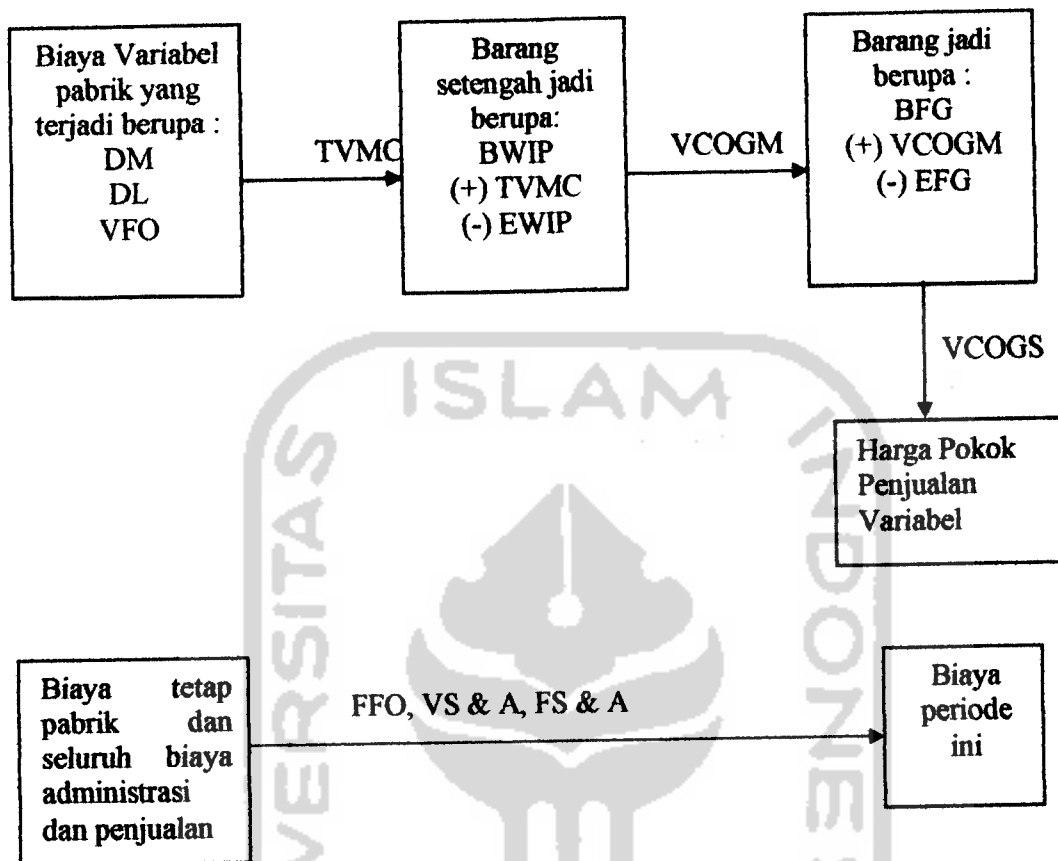 Biaya Variabel
pabrik yang
terjadi berupa :
DM
DL
VFO
TVMC
Barang
setengah jadi
berupa:
BWIP
(+) TVMC
(-) EWIP
VCOGM
Barang jadi
berupa :
BFG
(+) VCOGM
(-) EFG
VCOGS
Harga Pokok
Penjualan
Variabel
Biaya tetap
pabrik dan
seluruh biaya
administrasi
dan penjualan
FFO, VS & A, FS & A
Biaya
periode
ini
ISLAM